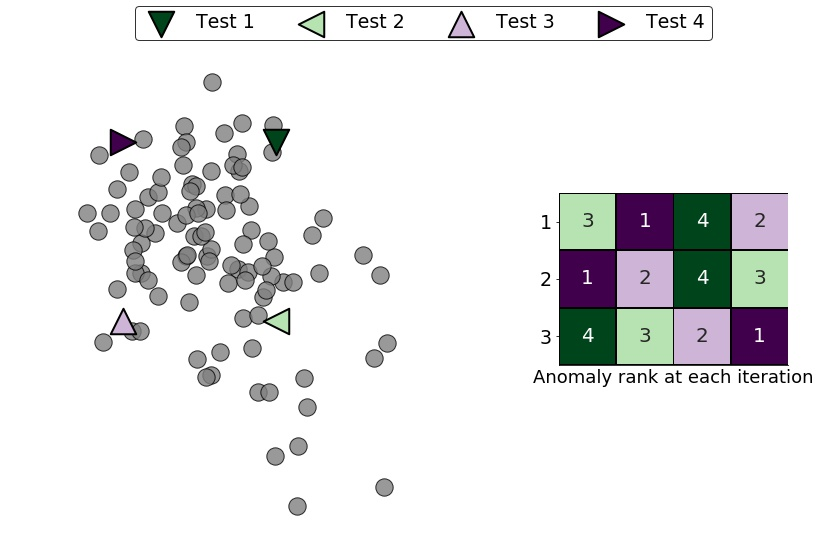 Test 1 Test 2 Test 3 Test 4
1 3 1 4 2
2 1 2 4 3
3 4 3 2 1
Anomaly rank at each iteration